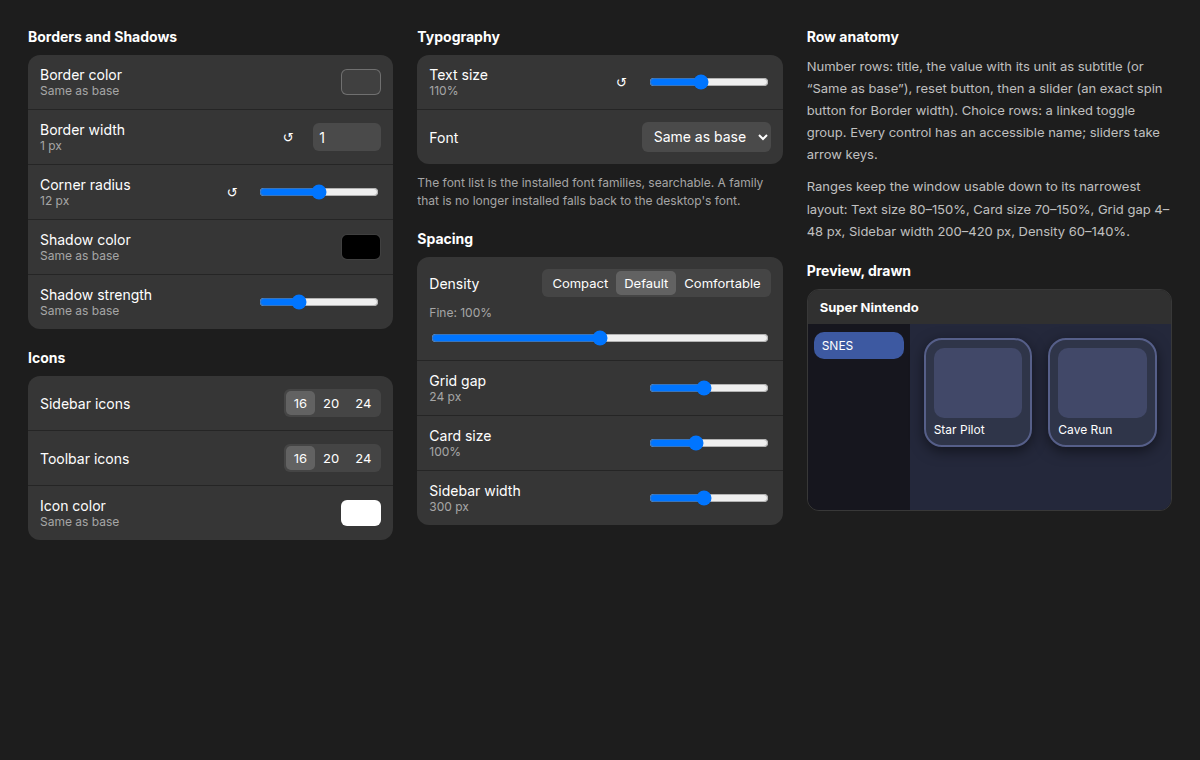 Borders and Shadows
Border color
Same as base
Border width
1 px
↺
1
Corner radius
12 px
↺
Shadow color
Same as base
Shadow strength
Same as base
Icons
Sidebar icons
16 20 24
Toolbar icons
16 20 24
Icon color
Same as base
Typography
Text size
110%
↺
Font
Same as base
The font list is the installed font families, searchable. A family
that is no longer installed falls back to the desktop's font.
Spacing
Density
Compact Default Comfortable
Fine: 100%
Grid gap
24 px
Card size
100%
Sidebar width
300 px
Row anatomy
Number rows: title, the value with its unit as subtitle (or
“Same as base”), reset button, then a slider (an exact spin
button for Border width). Choice rows: a linked toggle
group. Every control has an accessible name; sliders take
arrow keys.
Ranges keep the window usable down to its narrowest
layout: Text size 80–150%, Card size 70–150%, Grid gap 4–
48 px, Sidebar width 200–420 px, Density 60–140%.
Preview, drawn
Super Nintendo
SNES
Star Pilot
Cave Run